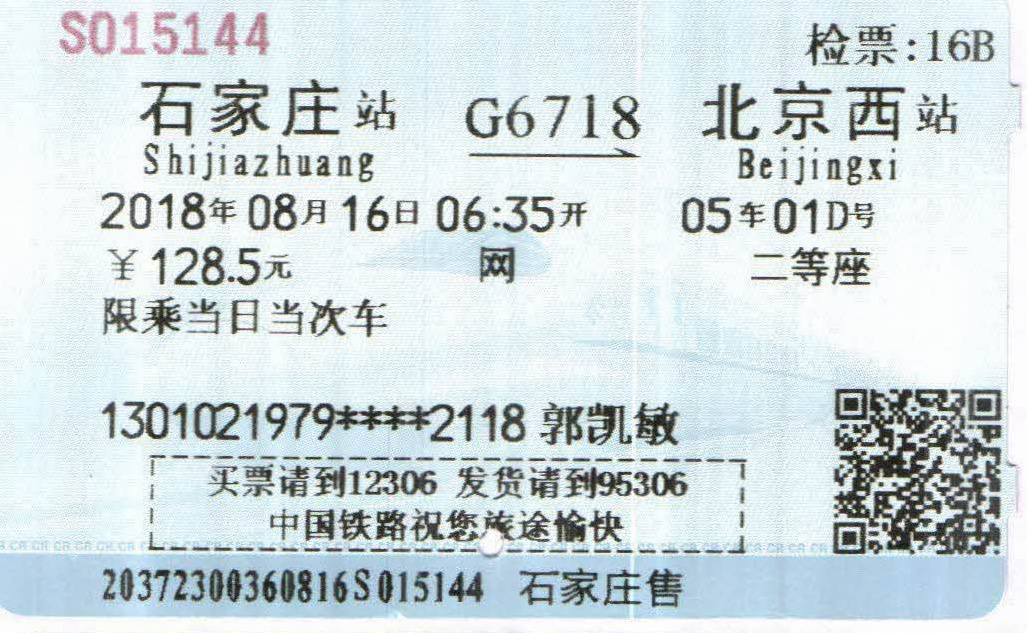 S015144
检票:16B
石家庄站 G6718 北京西站
Shijiazhuang Beijingxi
2018年08月16日06:35开 05车01D号
￥128.5元 网 二等座
限乘当日当次车
1301021979****2118 郭凯敏
买票请到12306 发货请到95306
中国铁路祝您旅途愉快
20372300360816S015144 石家庄售